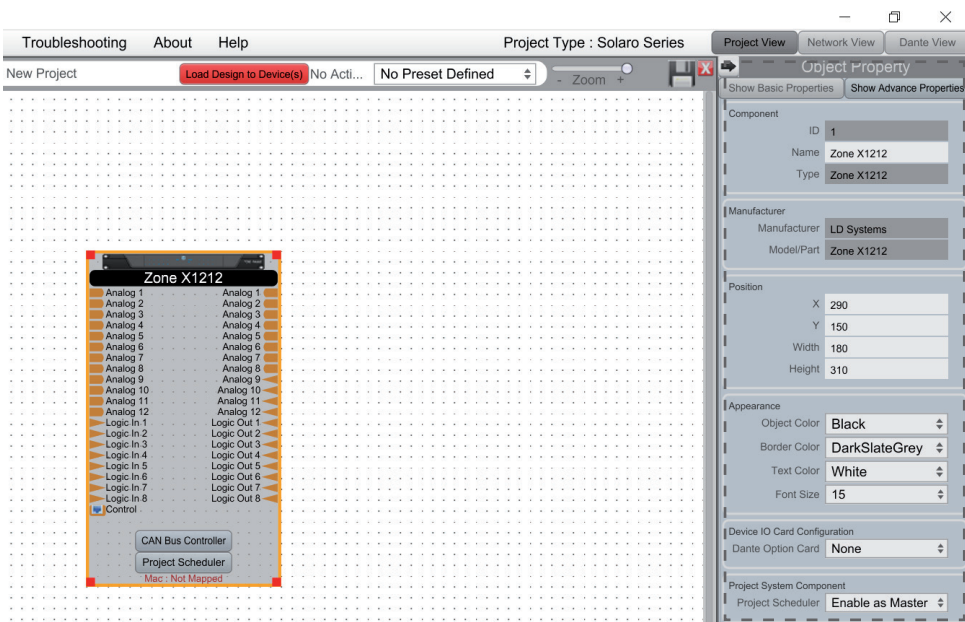 Troubleshooting About Help Project Type : Solaro Series Project View Network View Dante View
New Project Load Design to Device(s) No Acti... No Preset Defined - Zoom + Object Property
Show Basic Properties Show Advance Properties
Component
ID 1
Name Zone X1212
Type Zone X1212
Manufacturer
Manufacturer LD Systems
Model/Part Zone X1212
Position
X 290
Y 150
Width 180
Height 310
Appearance
Object Color Black
Border Color DarkSlateGrey
Text Color White
Font Size 15
Device IO Card Configuration
Dante Option Card None
Project System Component
Project Scheduler Enable as Master
Zone X1212
Analog 1 Analog 1
Analog 2 Analog 2
Analog 3 Analog 3
Analog 4 Analog 4
Analog 5 Analog 5
Analog 6 Analog 6
Analog 7 Analog 7
Analog 8 Analog 8
Analog 9 Analog 9
Analog 10 Analog 10
Analog 11 Analog 11
Analog 12 Analog 12
Logic In 1 Logic Out 1
Logic In 2 Logic Out 2
Logic In 3 Logic Out 3
Logic In 4 Logic Out 4
Logic In 5 Logic Out 5
Logic In 6 Logic Out 6
Logic In 7 Logic Out 7
Logic In 8 Logic Out 8
Control
CAN Bus Controller
Project Scheduler
Mac : Not Mapped